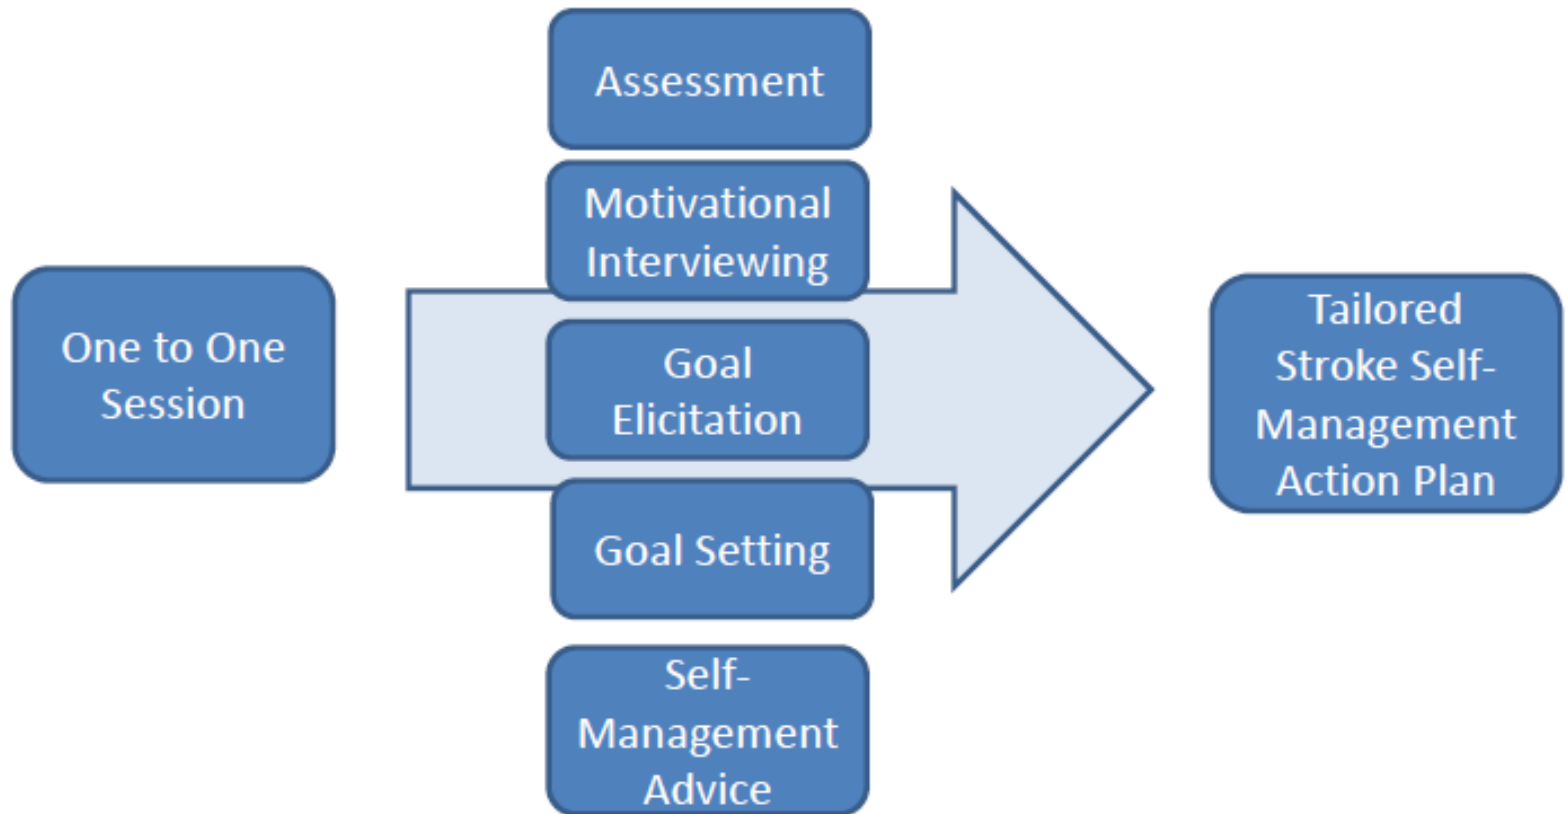 One to One
Session
Assessment
Motivational
Interviewing
Goal
Elicitation
Goal Setting
Self-
Management
Advice
Tailored
Stroke Self-
Management
Action Plan